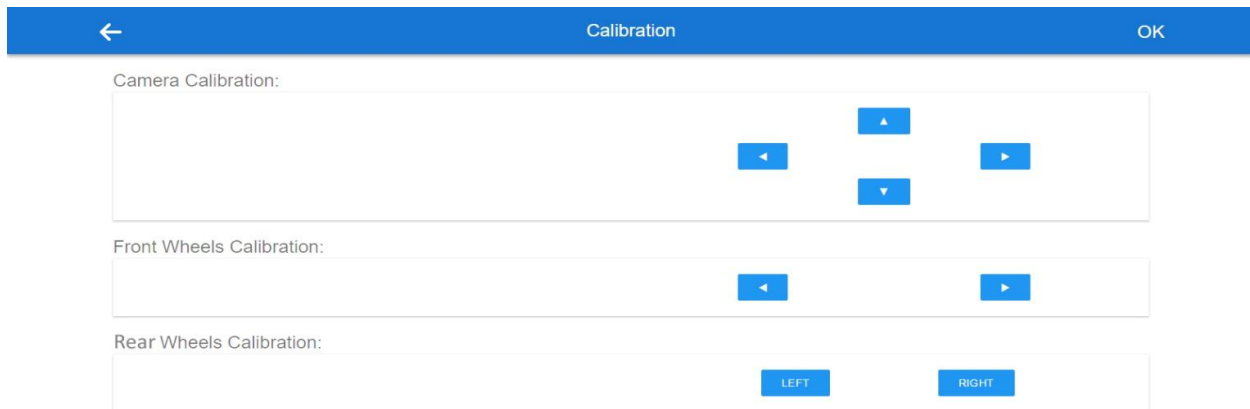 Calibration OK
Camera Calibration:
Front Wheels Calibration:
Rear Wheels Calibration:
LEFT RIGHT